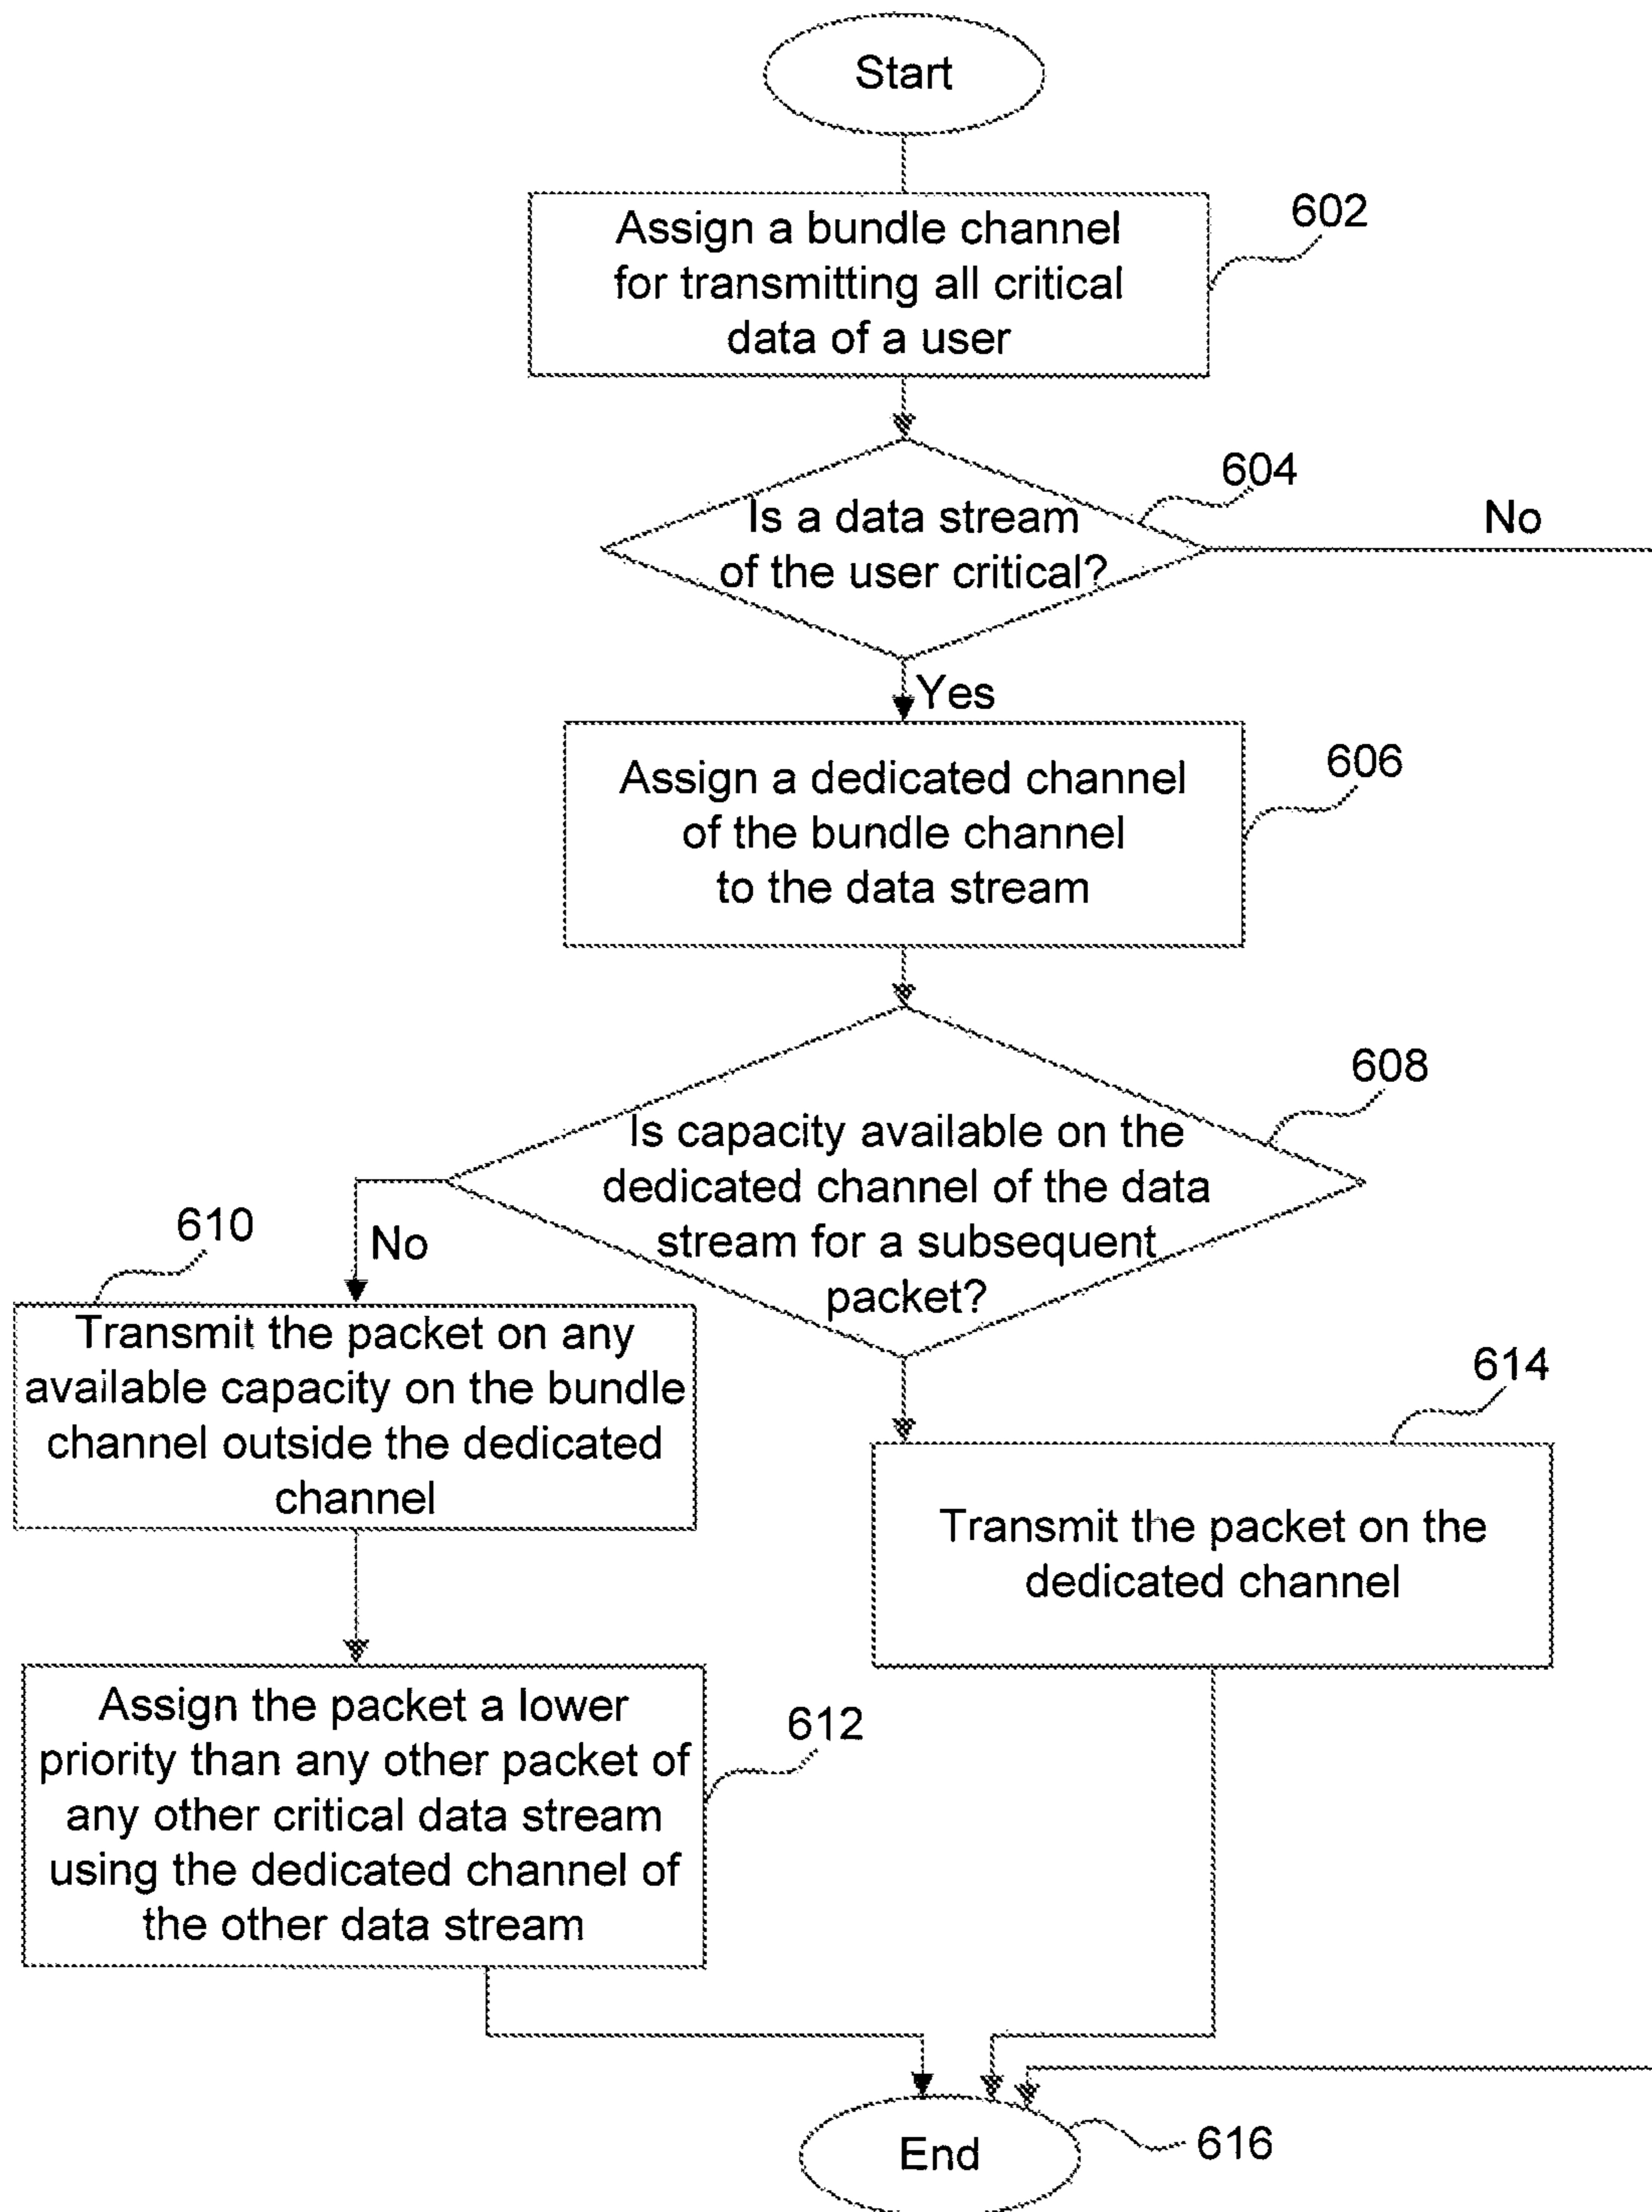 Start
Assign a bundle channel
for transmitting all critical
data of a user
602
Is a data stream
of the user critical?
604
No
Yes
Assign a dedicated channel
of the bundle channel
to the data stream
606
Is capacity available on the
dedicated channel of the data
stream for a subsequent
packet?
608
No
610
Transmit the packet on any
available capacity on the bundle
channel outside the dedicated
channel
614
Transmit the packet on the
dedicated channel
Assign the packet a lower
priority than any other packet of
any other critical data stream
using the dedicated channel of
the other data stream
612
End
616